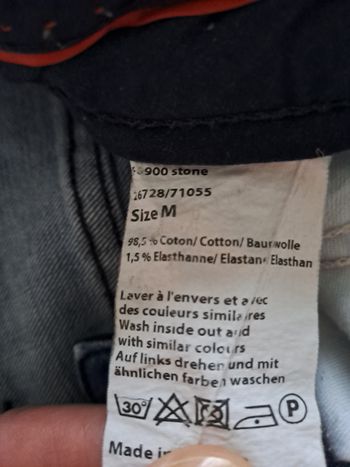 900 stone
26728/71055
Size M
98,5 % Coton/ Cotton/ Baumwolle
1,5 % Elasthanne/ Elastan Elasthan
Laver à l'envers et avec
des couleurs similaires
Wash inside out and
with similar colours
Auf links drehen und mit
ähnlichen farben waschen
30° P
Made in